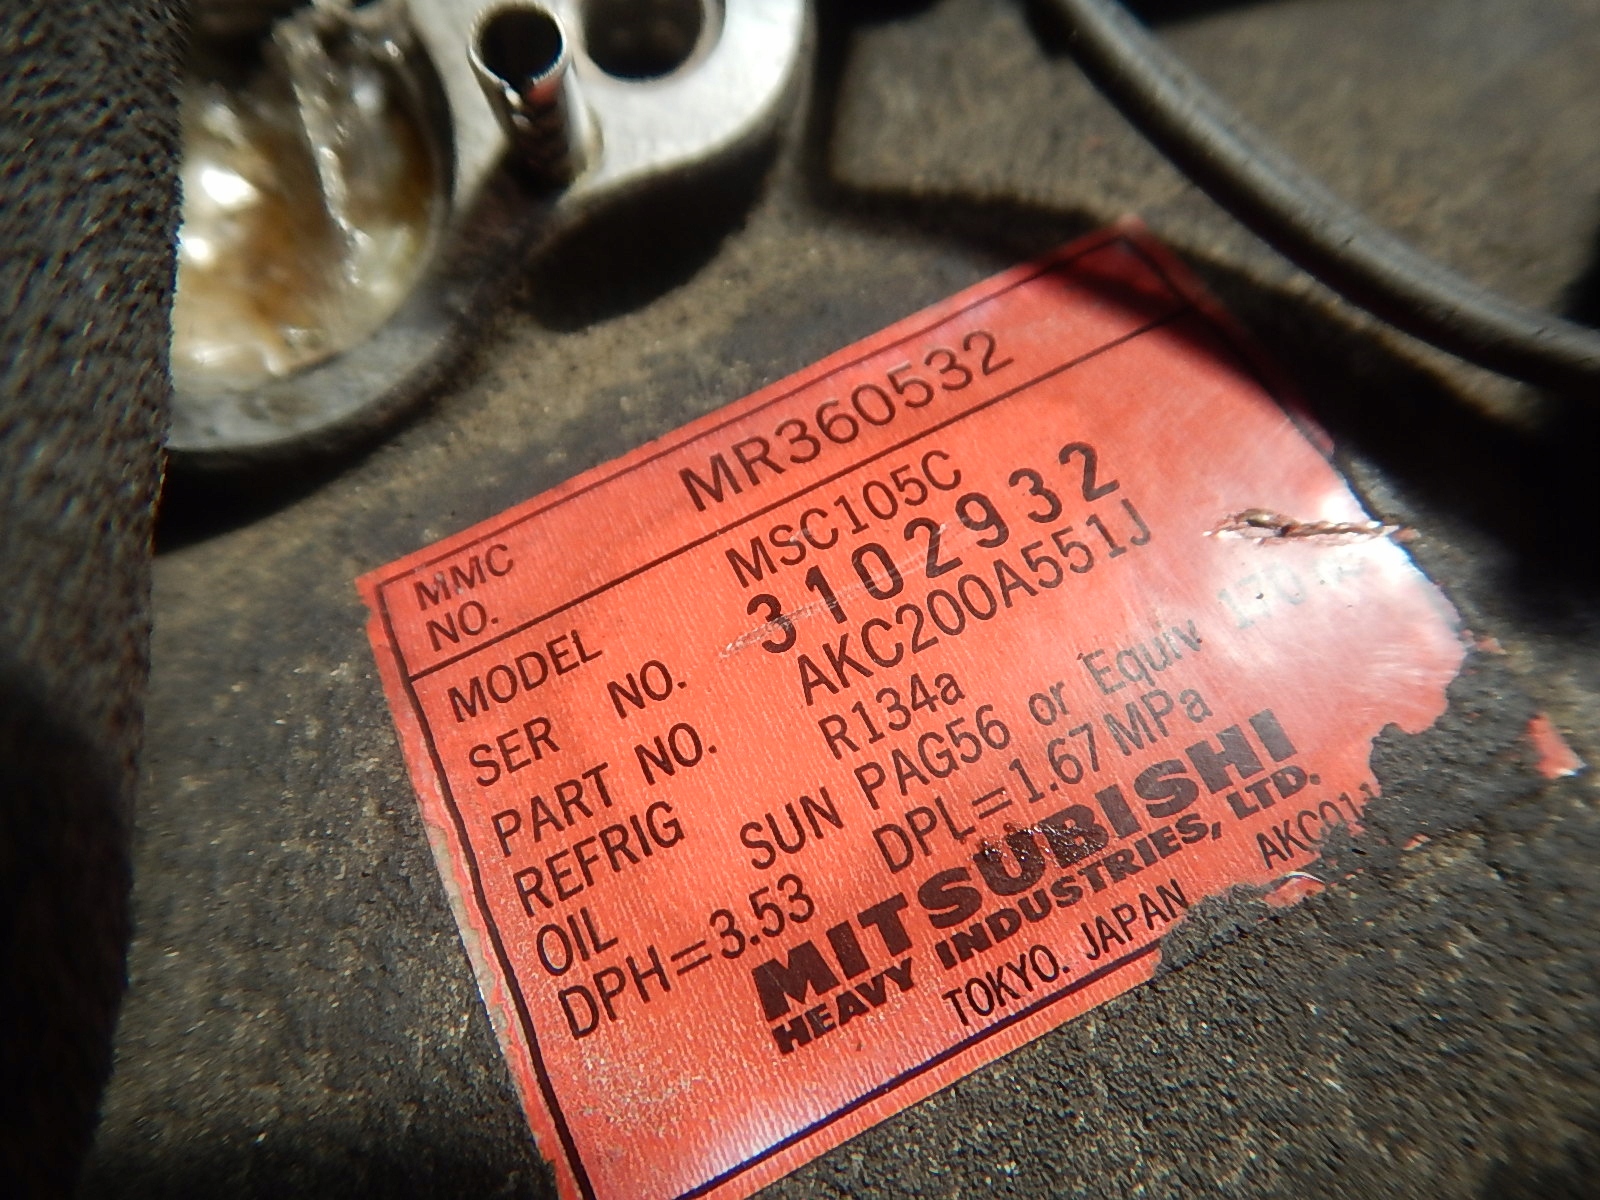 MMC NO. MR360532
MODEL MSC105C
SER NO. 3102932
PART NO. AKC200A551J
REFRIG R134a
OIL SUN PAG56 or Equiv. 170
DPH=3.53 DPL=1.67MPa
MITSUBISHI
HEAVY INDUSTRIES, LTD.
TOKYO. JAPAN